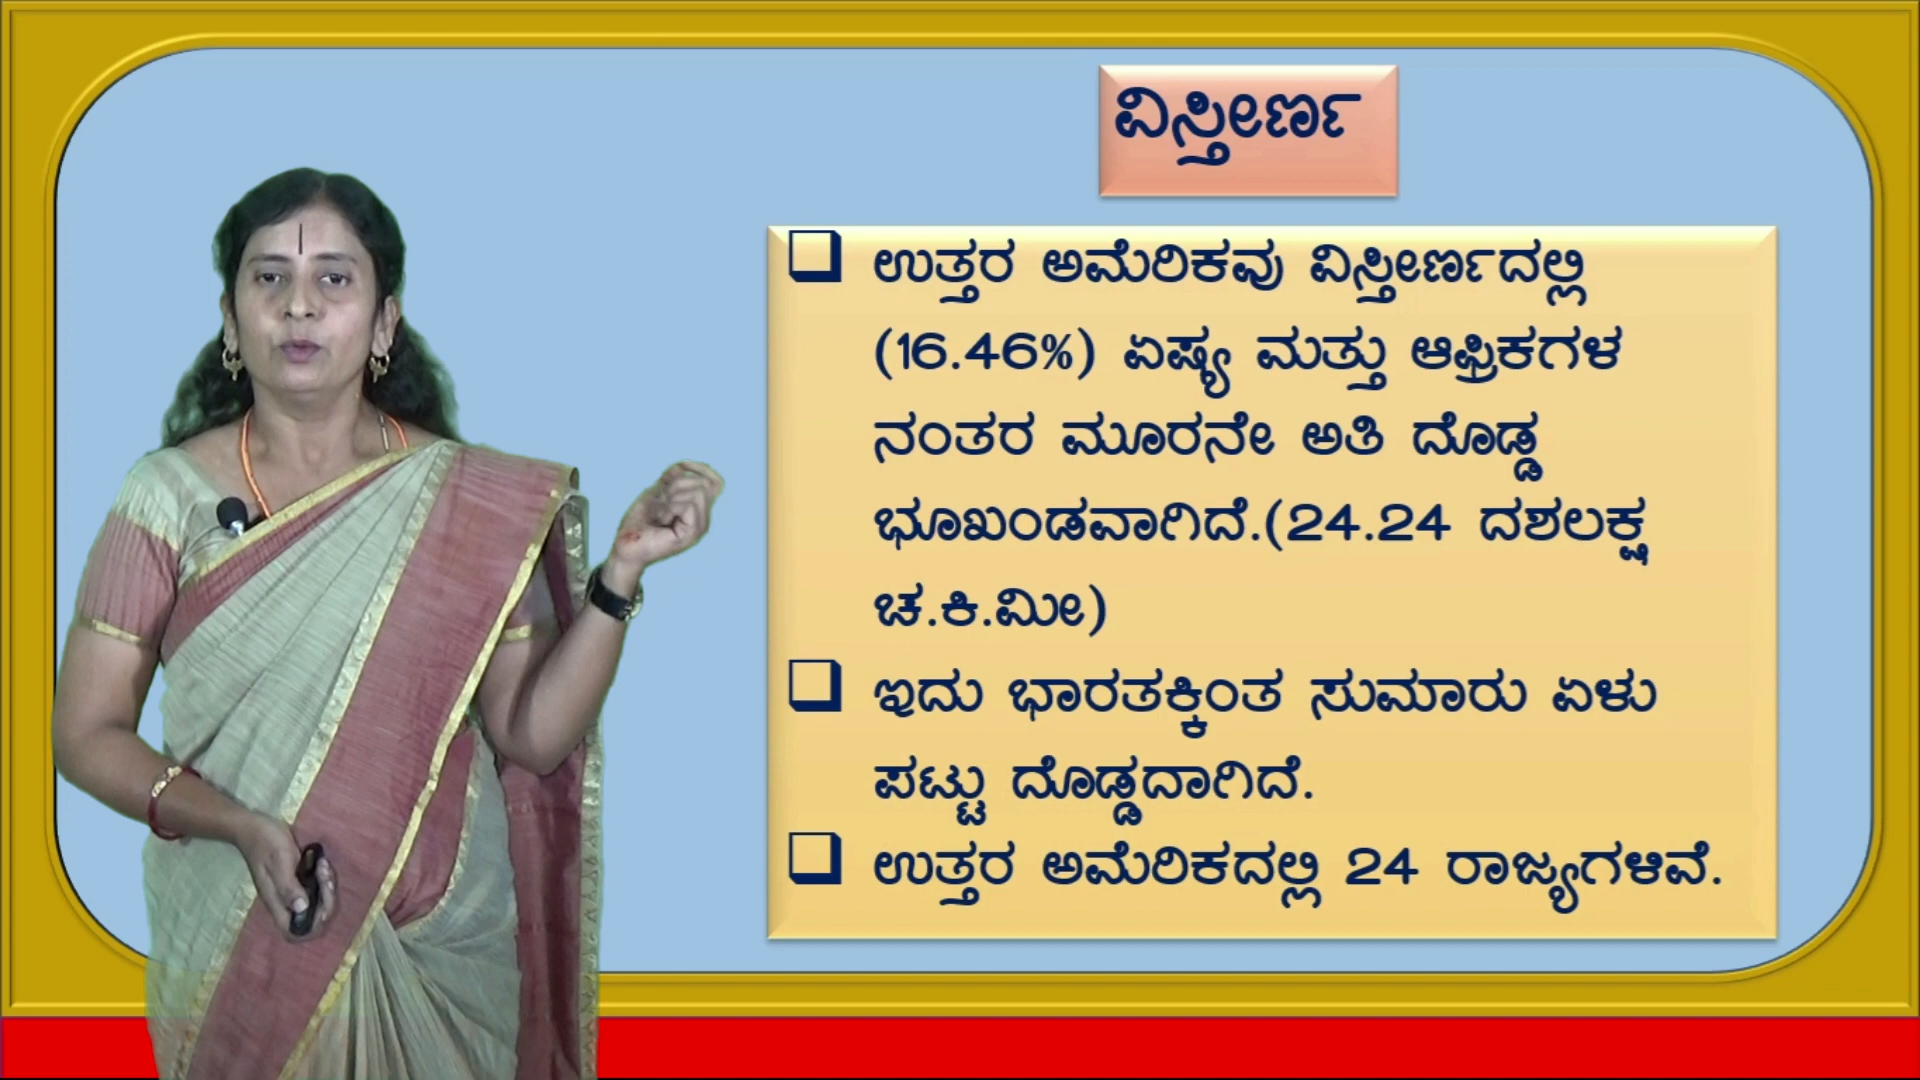 ವಿಸ್ತೀರ್ಣ
ಉತ್ತರ ಅಮೆರಿಕವು ವಿಸ್ತೀರ್ಣದಲ್ಲಿ
(16.46%) ಏಷ್ಯ ಮತ್ತು ಆಫ್ರಿಕಗಳ
ನಂತರ ಮೂರನೇ ಅತಿ ದೊಡ್ಡ
ಭೂಖಂಡವಾಗಿದೆ.(24.24 ದಶಲಕ್ಷ
ಚ.ಕಿ.ಮೀ)
ಇದು ಭಾರತಕ್ಕಿಂತ ಸುಮಾರು ಏಳು
ಪಟ್ಟು ದೊಡ್ಡದಾಗಿದೆ.
ಉತ್ತರ ಅಮೆರಿಕದಲ್ಲಿ 24 ರಾಜ್ಯಗಳಿವೆ.